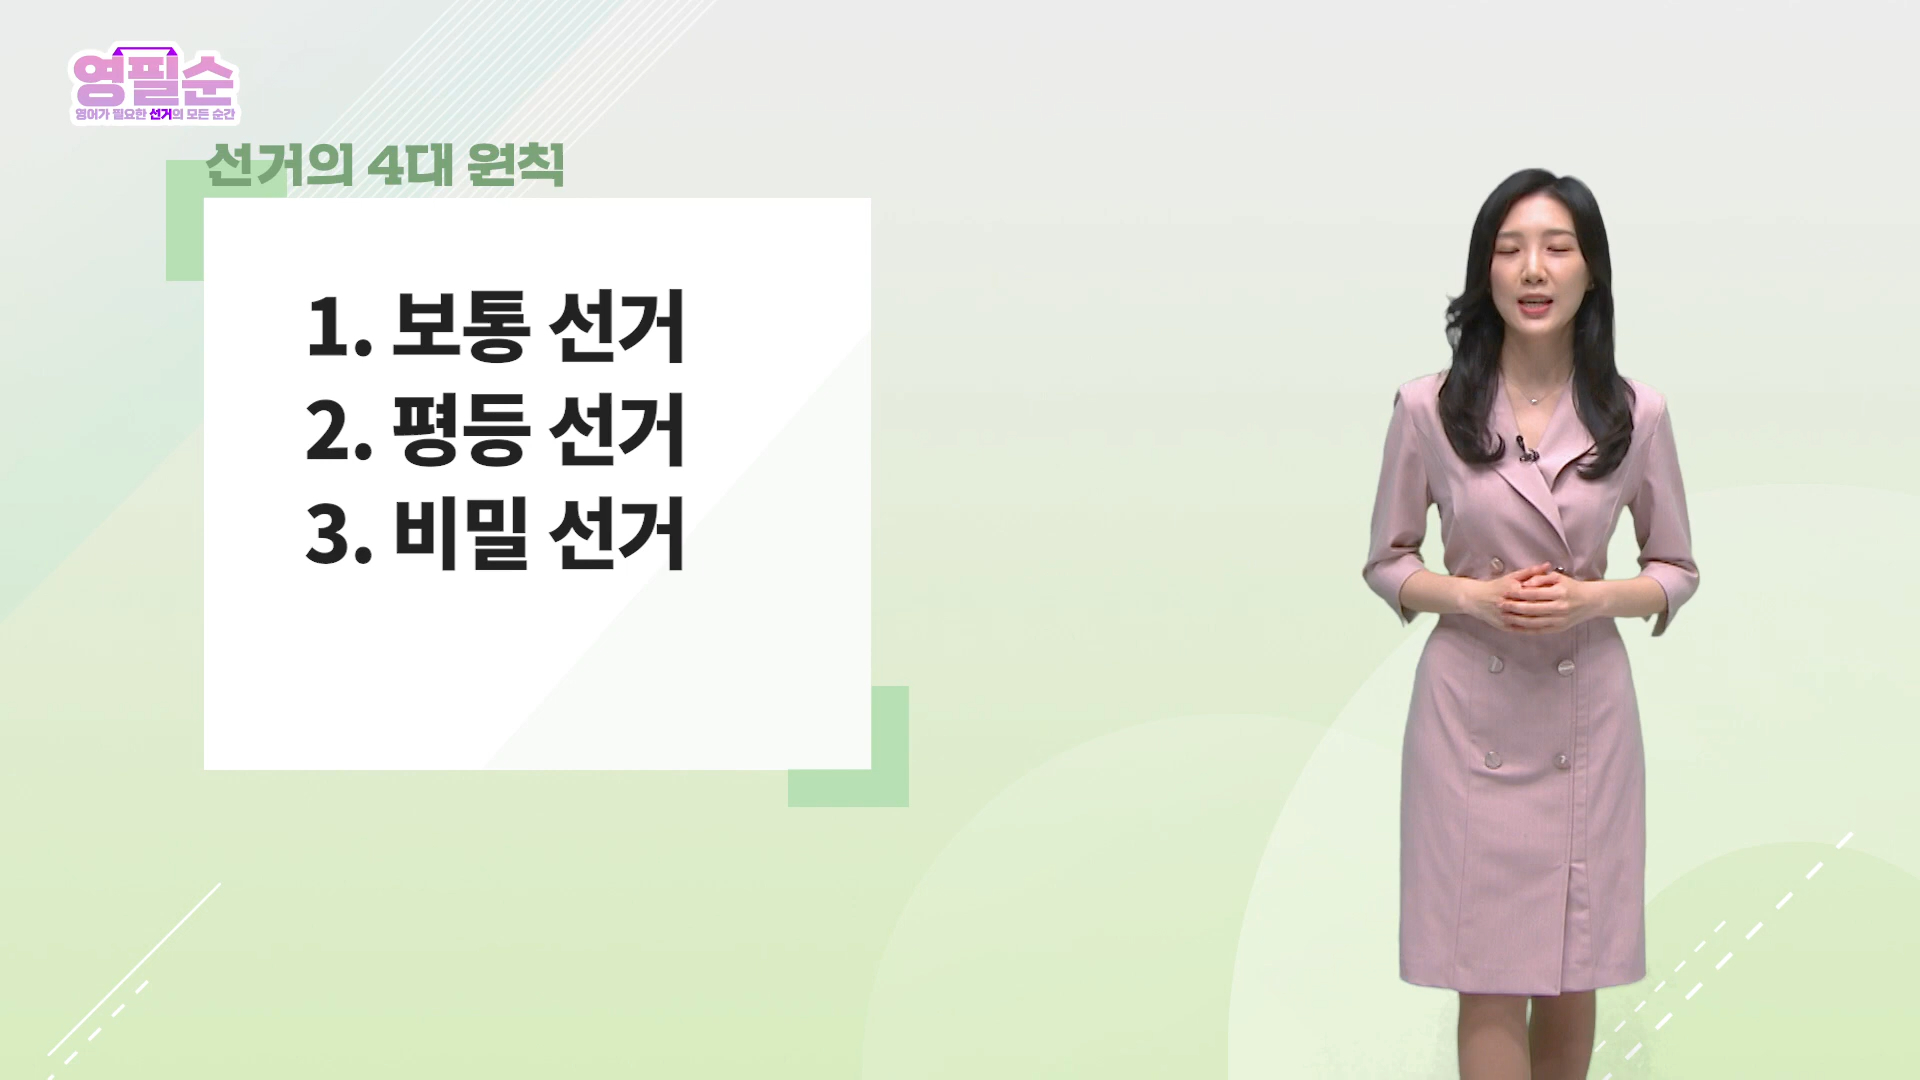 영필순
영어가 필요한 선거의 모든 순간
선거의 4대 원칙
1. 보통 선거
2. 평등 선거
3. 비밀 선거